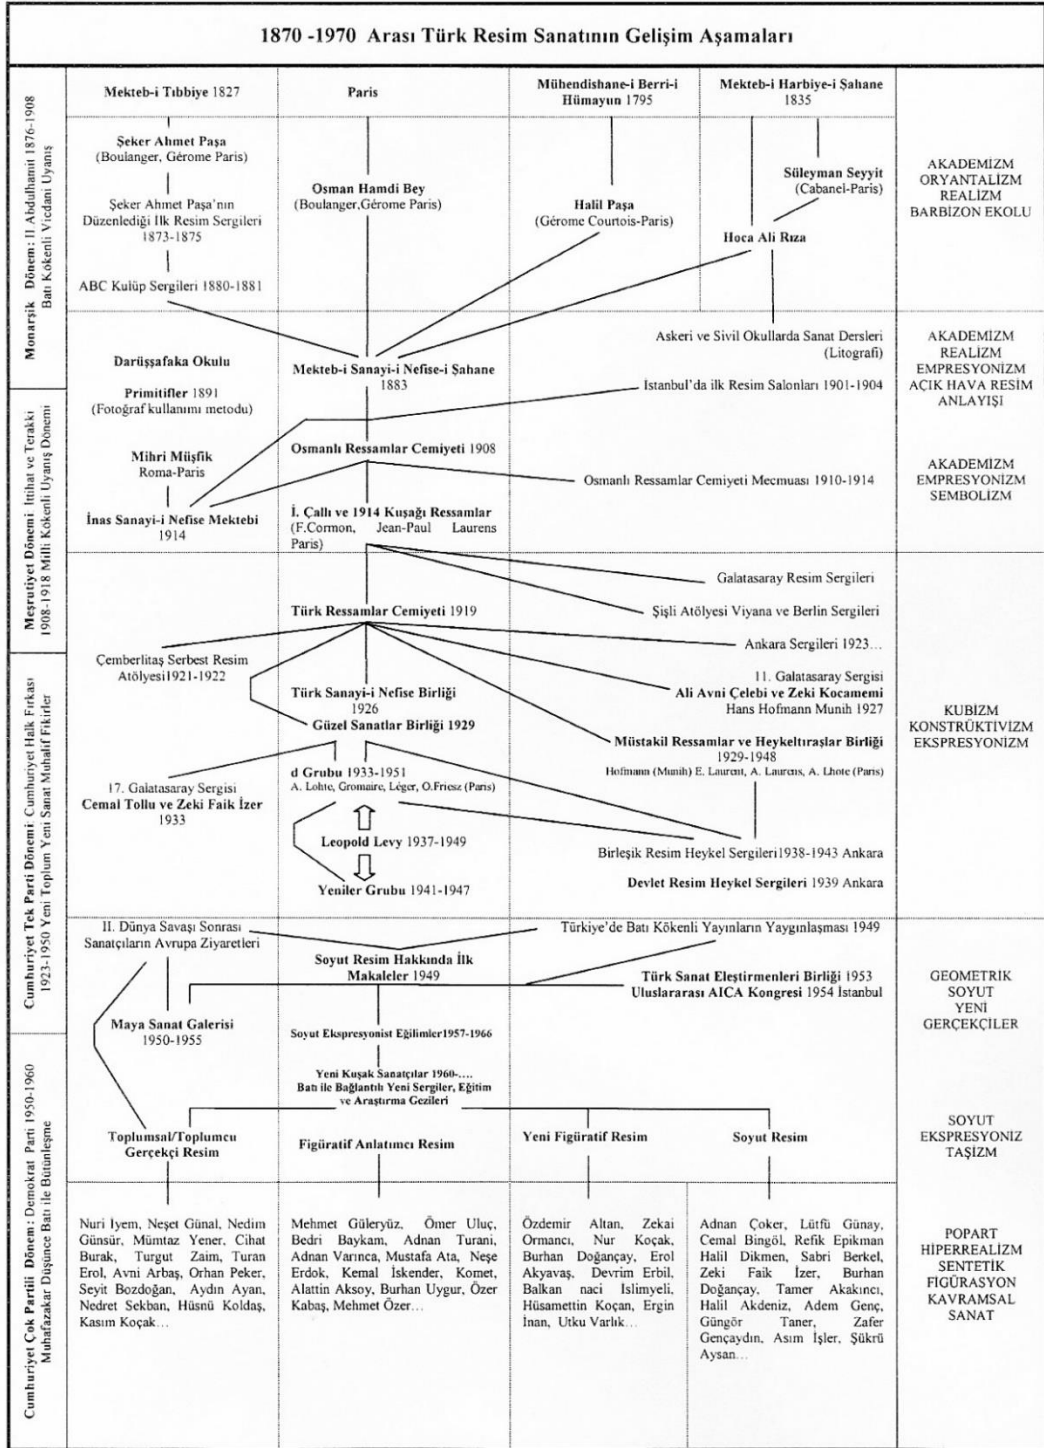 1870 -1970 Arası Türk Resim Sanatının Gelişim Aşamaları
Monarşik Dönem: II Abdulhamit 1876-1908
Batı Kökenli Vicdani Uyanış
Mekteb-i Tıbbiye 1827
Paris
Mühendishane-i Berri-i
Hümayun 1795
Mekteb-i Harbiye-i Şahane
1835
Şeker Ahmet Paşa
(Boulanger, Gérome Paris)
Osman Hamdi Bey
(Boulanger,Gérome Paris)
Halil Paşa
(Gérome Courtois-Paris)
Süleyman Seyyit
(Cabanel-Paris)
Hoca Ali Rıza
Şeker Ahmet Paşa'nın
Düzenlediği İlk Resim Sergileri
1873-1875
ABC Kulüp Sergileri 1880-1881
AKADEMİZM
ORYANTALİZM
REALİZM
BARBİZON EKOLU
Askeri ve Sivil Okullarda Sanat Dersleri
(Litografi)
Darüşşafaka Okulu
Mekteb-i Sanayi-i Nefise-i Şahane
1883
İstanbul'da ilk Resim Salonları 1901-1904
Primitifler 1891
(Fotoğraf kullanımı metodu)
AKADEMİZM
REALİZM
EMPRESYONİZM
AÇIK HAVA RESİM
ANLAYIŞI
Meşrutiyet Dönemi: İttihat ve Terakki
1908-1918 Milli Kökenli Uyanış Dönemi
Mihri Müşfik
Roma-Paris
Osmanlı Ressamlar Cemiyeti 1908
Osmanlı Ressamlar Cemiyeti Mecmuası 1910-1914
İnas Sanayi-i Nefise Mektebi
1914
İ. Çallı ve 1914 Kuşağı Ressamlar
(F.Cormon, Jean-Paul Laurens
Paris)
AKADEMİZM
EMPRESYONİZM
SEMBOLİZM
Galatasaray Resim Sergileri
Türk Ressamlar Cemiyeti 1919
Şişli Atölyesi Viyana ve Berlin Sergileri
Ankara Sergileri 1923...
Çemberlitaş Serbest Resim
Atölyesi1921-1922
11. Galatasaray Sergisi
Ali Avni Çelebi ve Zeki Kocamemi
Hans Hofmann Munih 1927
Türk Sanayi-i Nefise Birliği
1926
Güzel Sanatlar Birliği 1929
Müstakil Ressamlar ve Heykeltıraşlar Birliği
1929-1948
Hofmann (Munih) E. Laurent, A. Laurens, A. Lhote (Paris)
KUBİZM
KONSTRÜKTİVİZM
EKSPRESYONİZM
Cumhuriyet Tek Parti Dönemi: Cumhuriyet Halk Fırkası
1923-1950 Yeni Toplum Yeni Sanat Muhalif Fikirler
17. Galatasaray Sergisi
Cemal Tollu ve Zeki Faik İzer
1933
d Grubu 1933-1951
A. Lohte, Gromaire, Léger, O.Friesz (Paris)
Leopold Levy 1937-1949
Yeniler Grubu 1941-1947
Birleşik Resim Heykel Sergileri1938-1943 Ankara
Devlet Resim Heykel Sergileri 1939 Ankara
II. Dünya Savaşı Sonrası
Sanatçıların Avrupa Ziyaretleri
Türkiye'de Batı Kökenli Yayınların Yaygınlaşması 1949
Soyut Resim Hakkında İlk
Makaleler 1949
Türk Sanat Eleştirmenleri Birliği 1953
Uluslararası AICA Kongresi 1954 İstanbul
Maya Sanat Galerisi
1950-1955
Soyut Ekspresyonist Eğilimler1957-1966
GEOMETRİK
SOYUT
YENİ
GERÇEKÇİLER
Cumhuriyet Çok Partili Dönem: Demokrat Parti 1950-1960
Muhafazakar Düşünce Batı ile Bütünleşme
Yeni Kuşak Sanatçılar 1960-....
Batı ile Bağlantılı Yeni Sergiler, Eğitim
ve Araştırma Gezileri
Toplumsal/Toplumcu
Gerçekçi Resim
Figüratif Anlatımcı Resim
Yeni Figüratif Resim
Soyut Resim
SOYUT
EKSPRESYONİZ
TAŞİZM
Nuri İyem, Neşet Günal, Nedim
Günsür, Mümtaz Yener, Cihat
Burak, Turgut Zaim, Turan
Erol, Avni Arbaş, Orhan Peker,
Seyit Bozdoğan, Aydın Ayan,
Nedret Sekban, Hüsnü Koldaş,
Kasım Koçak...
Mehmet Güleryüz, Ömer Uluç,
Bedri Baykam, Adnan Turani,
Adnan Varınca, Mustafa Ata, Neşe
Erdok, Kemal İskender, Komet,
Alattin Aksoy, Burhan Uygur, Özer
Kabaş, Mehmet Özer...
Özdemir Altan, Zekai
Ormancı, Nur Koçak,
Burhan Doğançay, Erol
Akyavaş, Devrim Erbil,
Balkan naci İslimyeli,
Hüsamettin Koçan, Ergin
İnan, Utku Varlık...
Adnan Çoker, Lütfü Günay,
Cemal Bingöl, Refik Epikman
Halil Dikmen, Sabri Berkel,
Zeki Faik İzer, Burhan
Doğançay, Tamer Akakıncı,
Halil Akdeniz, Adem Genç,
Güngör Taner, Zafer
Gençaydın, Asım İşler, Şükrü
Aysan...
POPART
HİPERREALİZM
SENTETİK
FİGÜRASYON
KAVRAMSAL
SANAT